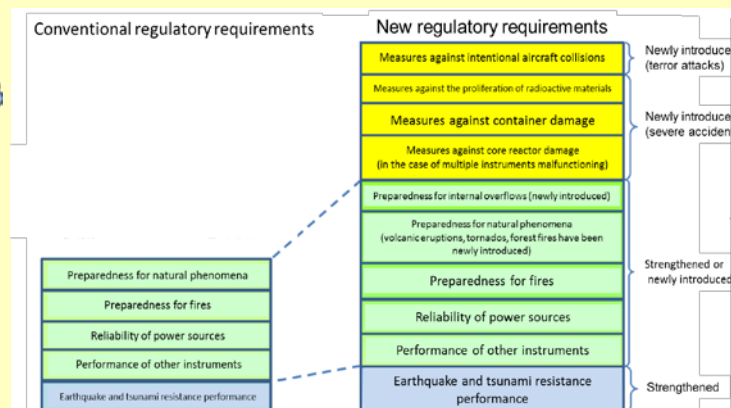 Conventional regulatory requirements
New regulatory requirements
Measures against intentional aircraft collisions
Measures against the proliferation of radioactive materials
Measures against container damage
Measures against core reactor damage
(in the case of multiple instruments malfunctioning)
Preparedness for internal overflows (newly introduced)
Preparedness for natural phenomena
(volcanic eruptions, tornados, forest fires have been
newly introduced)
Preparedness for fires
Reliability of power sources
Performance of other instruments
Earthquake and tsunami resistance
performance
Newly introduce
(terror attacks)
Newly introduce
(severe acciden
Strengthened or
newly introduced
Strengthened
Preparedness for natural phenomena
Preparedness for fires
Reliability of power sources
Performance of other instruments
Earthquake and tsunami resistance performance